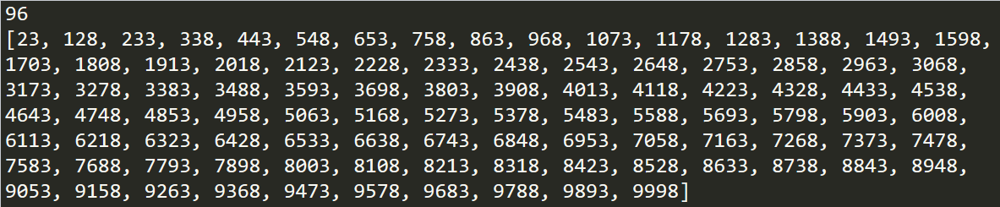 96
[23, 128, 233, 338, 443, 548, 653, 758, 863, 968, 1073, 1178, 1283, 1388, 1493, 1598,
1703, 1808, 1913, 2018, 2123, 2228, 2333, 2438, 2543, 2648, 2753, 2858, 2963, 3068,
3173, 3278, 3383, 3488, 3593, 3698, 3803, 3908, 4013, 4118, 4223, 4328, 4433, 4538,
4643, 4748, 4853, 4958, 5063, 5168, 5273, 5378, 5483, 5588, 5693, 5798, 5903, 6008,
6113, 6218, 6323, 6428, 6533, 6638, 6743, 6848, 6953, 7058, 7163, 7268, 7373, 7478,
7583, 7688, 7793, 7898, 8003, 8108, 8213, 8318, 8423, 8528, 8633, 8738, 8843, 8948,
9053, 9158, 9263, 9368, 9473, 9578, 9683, 9788, 9893, 9998]